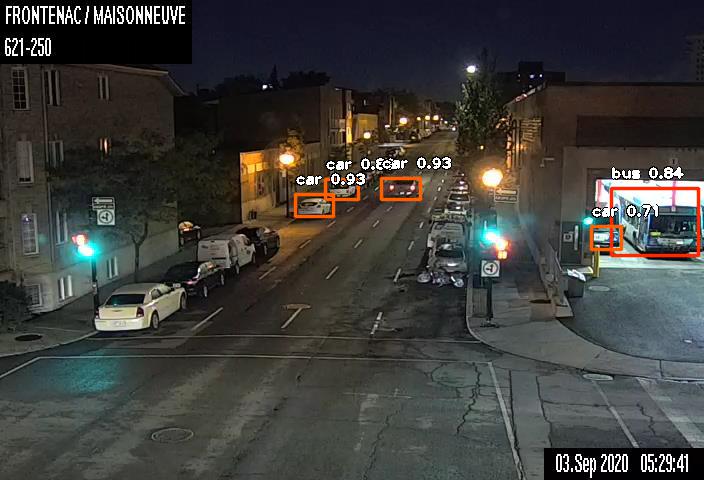 FRONTENAC / MAISONNEUVE
621-250
car 0.93
car 0.93
bus 0.84
car 0.71
03.Sep 2020 05:29:41